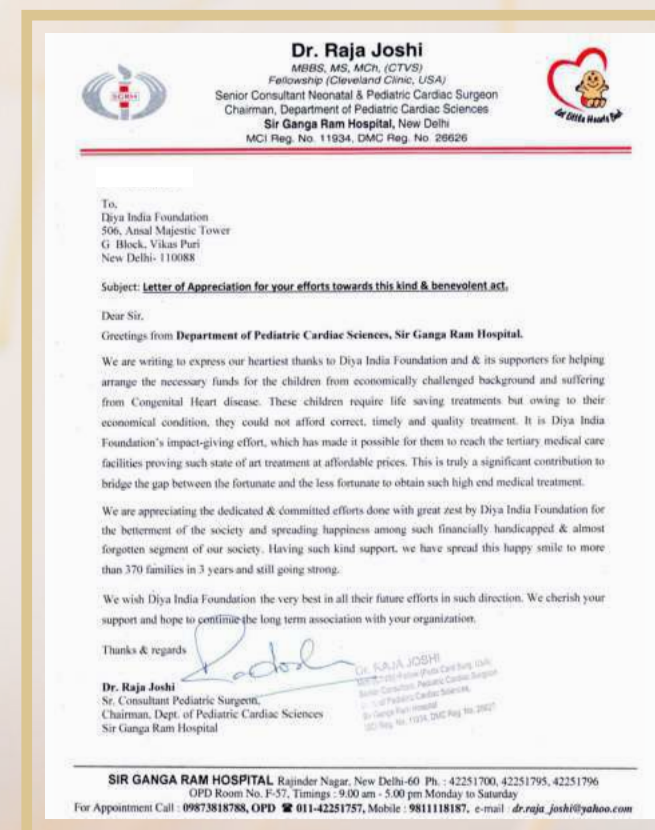 Dr. Raja Joshi
MBBS, MS, MCh, (CTVS)
Fellowship (Cleveland Clinic, USA)
Senior Consultant Neonatal & Pediatric Cardiac Surgeon
Chairman, Department of Pediatric Cardiac Sciences
Sir Ganga Ram Hospital, New Delhi
MCI Reg. No. 11934, DMC Reg. No. 26626
SGRH
Let Little Hearts Beat
To,
Diya India Foundation
506, Ansal Majestic Tower
G Block, Vikas Puri
New Delhi- 110088
Subject: Letter of Appreciation for your efforts towards this kind & benevolent act.
Dear Sir,
Greetings from Department of Pediatric Cardiac Sciences, Sir Ganga Ram Hospital.
We are writing to express our heartiest thanks to Diya India Foundation and & its supporters for helping
arrange the necessary funds for the children from economically challenged background and suffering
from Congenital Heart disease. These children require life saving treatments but owing to their
economical condition, they could not afford correct, timely and quality treatment. It is Diya India
Foundation's impact-giving effort, which has made it possible for them to reach the tertiary medical care
facilities proving such state of art treatment at affordable prices. This is truly a significant contribution to
bridge the gap between the fortunate and the less fortunate to obtain such high end medical treatment.
We are appreciating the dedicated & committed efforts done with great zest by Diya India Foundation for
the betterment of the society and spreading happiness among such financially handicapped & almost
forgotten segment of our society. Having such kind support, we have spread this happy smile to more
than 370 families in 3 years and still going strong.
We wish Diya India Foundation the very best in all their future efforts in such direction. We cherish your
support and hope to continue the long term association with your organization.
Thanks & regards
Dr. RAJA JOSHI
Dr. Raja Joshi
Sr. Consultant Pediatric Surgeon,
Chairman, Dept. of Pediatric Cardiac Sciences
Sir Ganga Ram Hospital
SIR GANGA RAM HOSPITAL Rajinder Nagar, New Delhi-60 Ph. : 42251700, 42251795, 42251796
OPD Room No. F-57, Timings : 9.00 am - 5.00 pm Monday to Saturday
For Appointment Call : 09873818788, OPD ☎ 011-42251757, Mobile : 9811118187, e-mail : dr.raja_joshi@yahoo.com